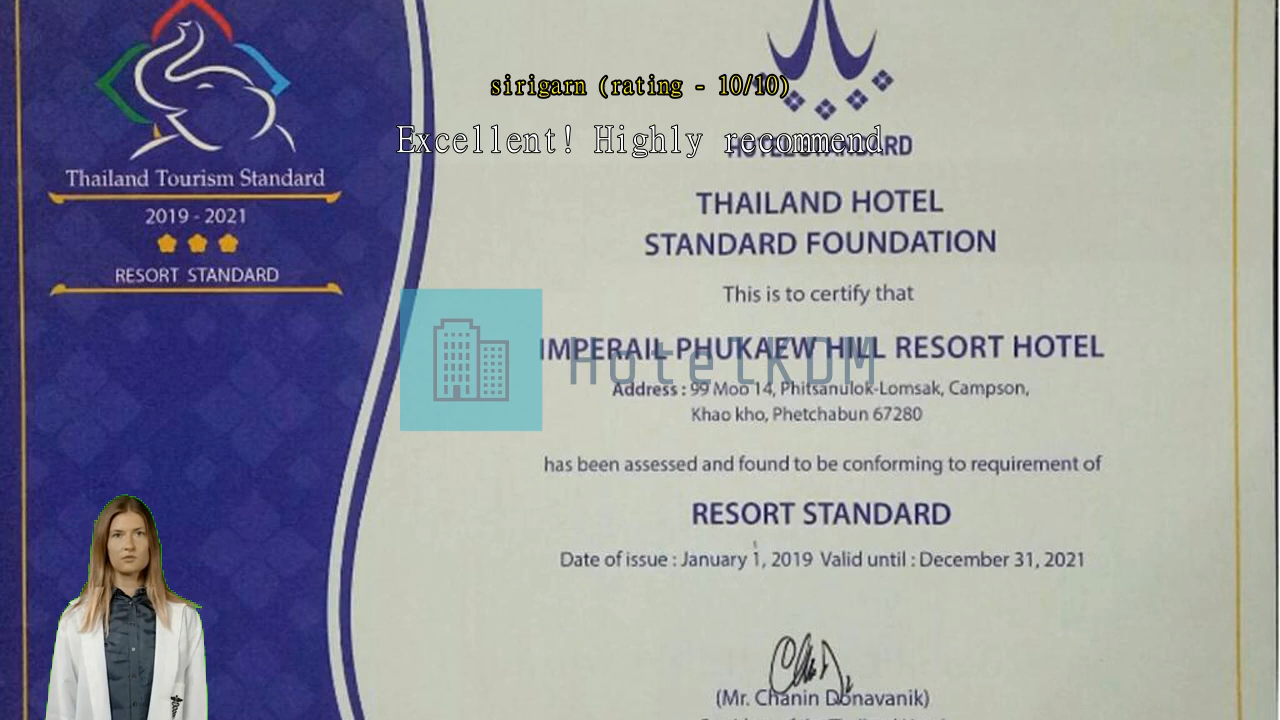 Thailand Tourism Standard
2019 - 2021
RESORT STANDARD
sirigarn (rating - 10/10)
Excellent! Highly recommend
HOTEL STANDARD
THAILAND HOTEL
STANDARD FOUNDATION
This is to certify that
IMPERAIL PHUKAEW HILL RESORT HOTEL
HotelKDM
Address : 99 Moo 14, Phitsanulok-Lomsak, Campson,
Khao kho, Phetchabun 67280
has been assessed and found to be conforming to requirement of
RESORT STANDARD
Date of issue : January 1, 2019 Valid until : December 31, 2021
(Mr. Chanin Donavanik)